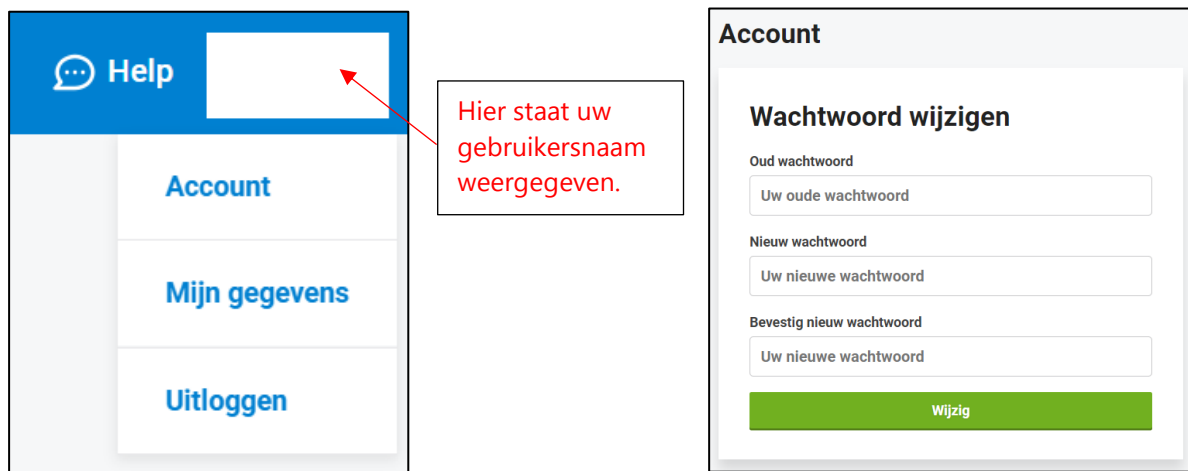 Help
Account
Mijn gegevens
Uitloggen
Hier staat uw
gebruikersnaam
weergegeven.
Account
Wachtwoord wijzigen
Oud wachtwoord
Uw oude wachtwoord
Nieuw wachtwoord
Uw nieuwe wachtwoord
Bevestig nieuw wachtwoord
Uw nieuwe wachtwoord
Wijzig